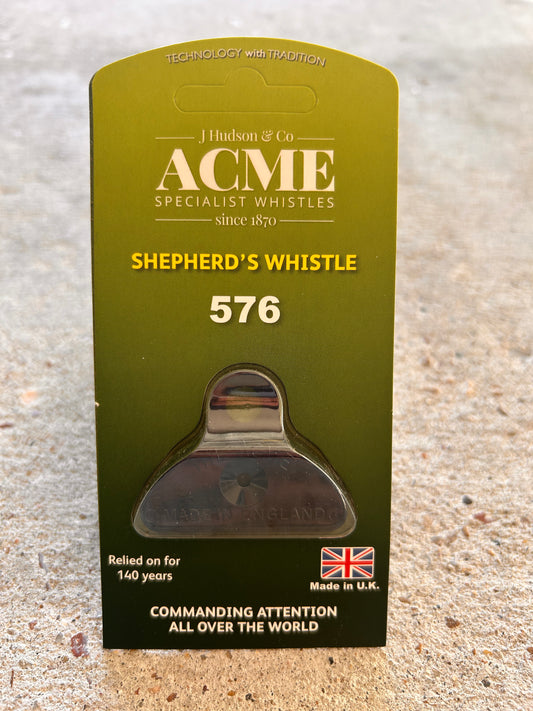 TECHNOLOGY with TRADITION
J Hudson & Co
ACME
SPECIALIST WHISTLES
since 1870
SHEPHERD'S WHISTLE
576
MADE IN ENGLAND
Relied on for
140 years
Made in U.K.
COMMANDING ATTENTION
ALL OVER THE WORLD